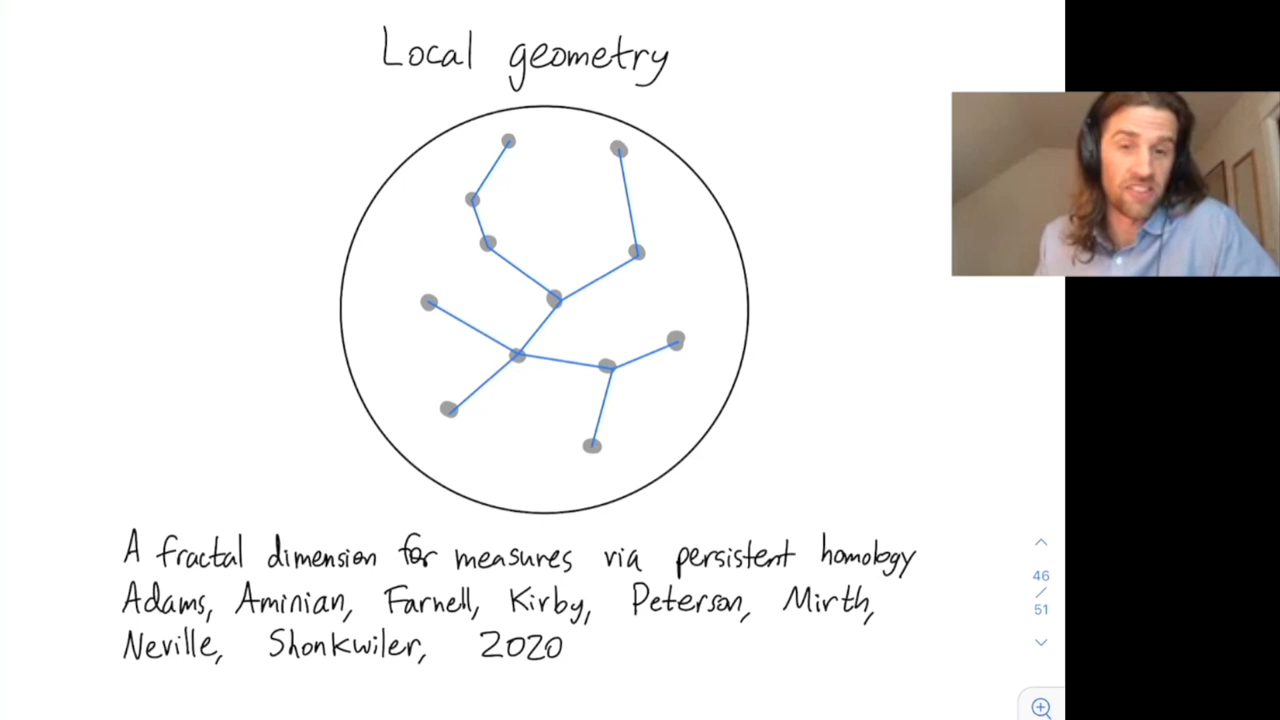 Local geometry
A fractal dimension for measures via persistent homology
Adams, Aminian, Farnell, Kirby, Peterson, Mirth,
Neville, Shonkwiler, 2020
46
/
51